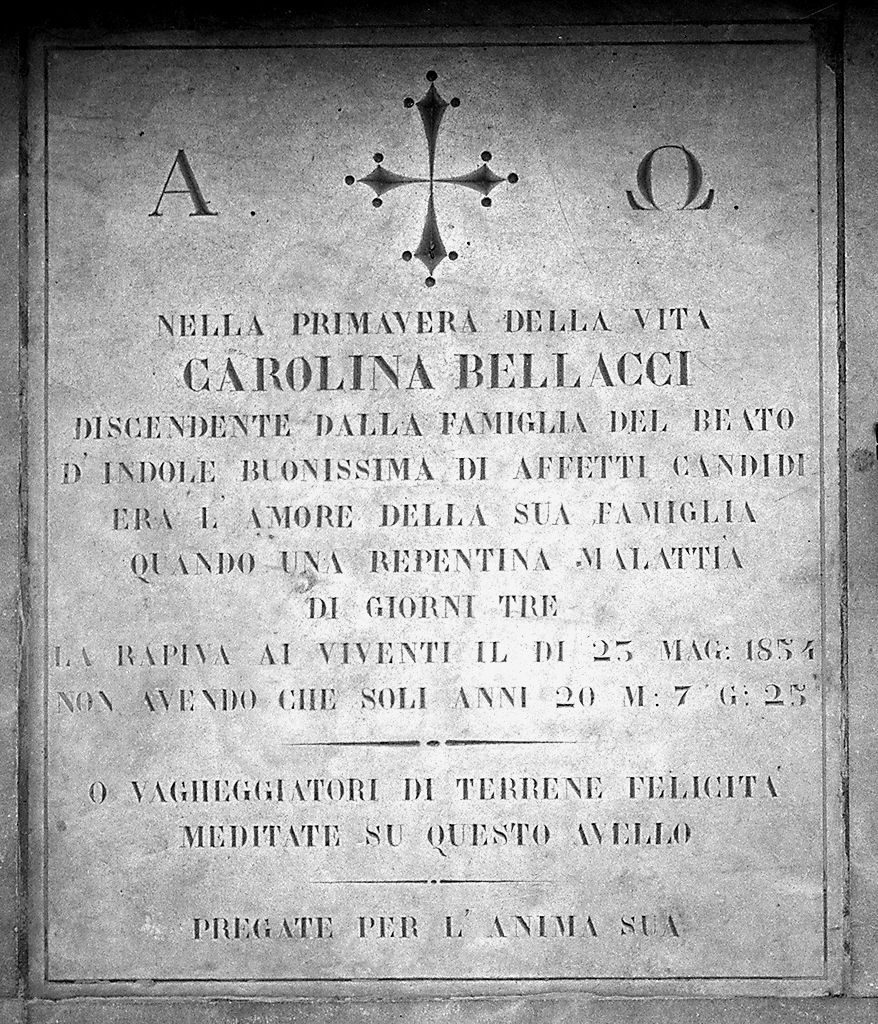 Α . Ω .
NELLA PRIMAVERA DELLA VITA
CAROLINA BELLACCI
DISCENDENTE DALLA FAMIGLIA DEL BEATO
D' INDOLE BUONISSIMA DI AFFETTI CANDIDI
ERA L' AMORE DELLA SUA FAMIGLIA
QUANDO UNA REPENTINA MALATTIA
DI GIORNI TRE
LA RAPIVA AI VIVENTI IL DI 23 MAG: 1854
NON AVENDO CHE SOLI ANNI 20 M: 7 G: 25
O VAGHEGGIATORI DI TERRENE FELICITA'
MEDITATE SU QUESTO AVELLO
PREGATE PER L' ANIMA SUA